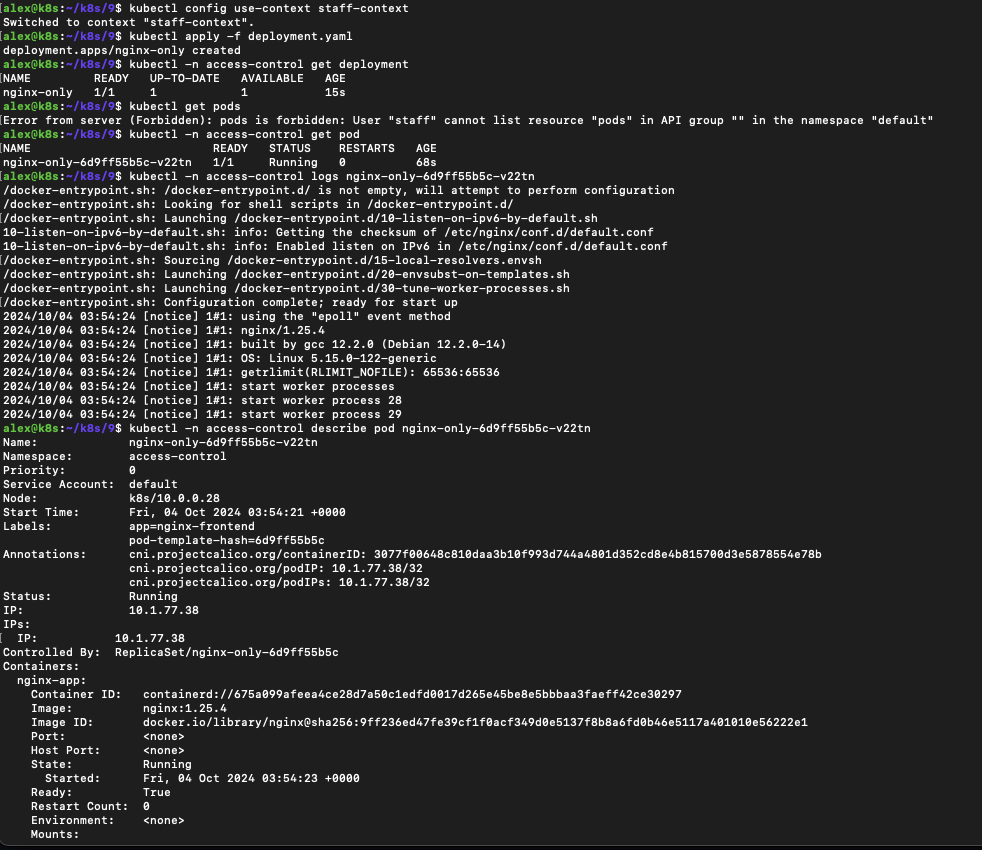 alex@k8s:~/k8s/9$ kubectl config use-context staff-context
Switched to context "staff-context".
alex@k8s:~/k8s/9$ kubectl apply -f deployment.yaml
deployment.apps/nginx-only created
alex@k8s:~/k8s/9$ kubectl -n access-control get deployment
NAME         READY   UP-TO-DATE   AVAILABLE   AGE
nginx-only   1/1     1            1           15s
alex@k8s:~/k8s/9$ kubectl get pods
Error from server (Forbidden): pods is forbidden: User "staff" cannot list resource "pods" in API group "" in the namespace "default"
alex@k8s:~/k8s/9$ kubectl -n access-control get pod
NAME                          READY   STATUS    RESTARTS   AGE
nginx-only-6d9ff55b5c-v22tn   1/1     Running   0          68s
alex@k8s:~/k8s/9$ kubectl -n access-control logs nginx-only-6d9ff55b5c-v22tn
/docker-entrypoint.sh: /docker-entrypoint.d/ is not empty, will attempt to perform configuration
/docker-entrypoint.sh: Looking for shell scripts in /docker-entrypoint.d/
/docker-entrypoint.sh: Launching /docker-entrypoint.d/10-listen-on-ipv6-by-default.sh
10-listen-on-ipv6-by-default.sh: info: Getting the checksum of /etc/nginx/conf.d/default.conf
10-listen-on-ipv6-by-default.sh: info: Enabled listen on IPv6 in /etc/nginx/conf.d/default.conf
/docker-entrypoint.sh: Sourcing /docker-entrypoint.d/15-local-resolvers.envsh
/docker-entrypoint.sh: Launching /docker-entrypoint.d/20-envsubst-on-templates.sh
/docker-entrypoint.sh: Launching /docker-entrypoint.d/30-tune-worker-processes.sh
/docker-entrypoint.sh: Configuration complete; ready for start up
2024/10/04 03:54:24 [notice] 1#1: using the "epoll" event method
2024/10/04 03:54:24 [notice] 1#1: nginx/1.25.4
2024/10/04 03:54:24 [notice] 1#1: built by gcc 12.2.0 (Debian 12.2.0-14)
2024/10/04 03:54:24 [notice] 1#1: OS: Linux 5.15.0-122-generic
2024/10/04 03:54:24 [notice] 1#1: getrlimit(RLIMIT_NOFILE): 65536:65536
2024/10/04 03:54:24 [notice] 1#1: start worker processes
2024/10/04 03:54:24 [notice] 1#1: start worker process 28
2024/10/04 03:54:24 [notice] 1#1: start worker process 29
alex@k8s:~/k8s/9$ kubectl -n access-control describe pod nginx-only-6d9ff55b5c-v22tn
Name:             nginx-only-6d9ff55b5c-v22tn
Namespace:        access-control
Priority:         0
Service Account:  default
Node:             k8s/10.0.0.28
Start Time:       Fri, 04 Oct 2024 03:54:21 +0000
Labels:           app=nginx-frontend
                  pod-template-hash=6d9ff55b5c
Annotations:      cni.projectcalico.org/containerID: 3077f00648c810daa3b10f993d744a4801d352cd8e4b815700d3e5878554e78b
                  cni.projectcalico.org/podIP: 10.1.77.38/32
                  cni.projectcalico.org/podIPs: 10.1.77.38/32
Status:           Running
IP:               10.1.77.38
IPs:
  IP:           10.1.77.38
Controlled By:  ReplicaSet/nginx-only-6d9ff55b5c
Containers:
  nginx-app:
    Container ID:   containerd://675a099afeea4ce28d7a50c1edfd0017d265e45be8e5bbbaa3faeff42ce30297
    Image:          nginx:1.25.4
    Image ID:       docker.io/library/nginx@sha256:9ff236ed47fe39cf1f0acf349d0e5137f8b8a6fd0b46e5117a401010e56222e1
    Port:           <none>
    Host Port:      <none>
    State:          Running
      Started:      Fri, 04 Oct 2024 03:54:23 +0000
    Ready:          True
    Restart Count:  0
    Environment:    <none>
    Mounts: